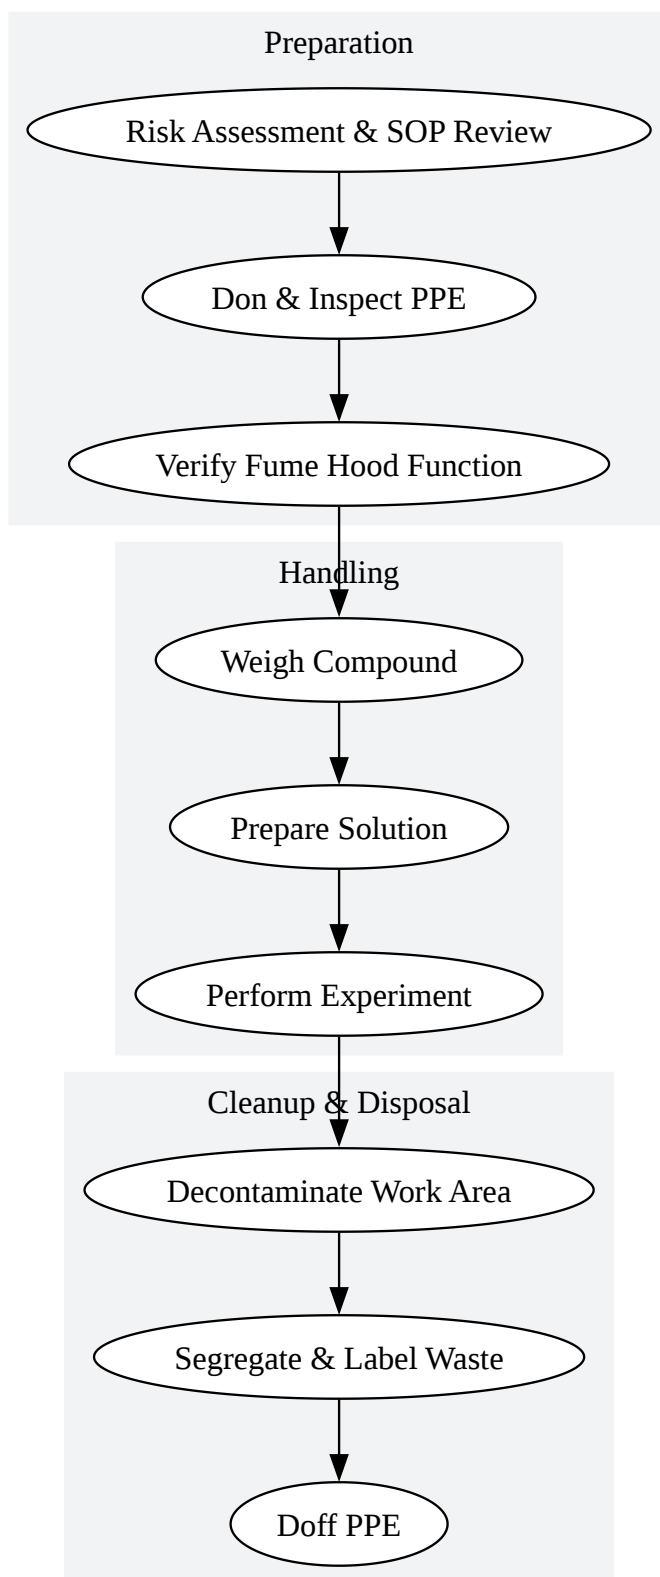 Preparation
Risk Assessment & SOP Review
Don & Inspect PPE
Verify Fume Hood Function
Handling
Weigh Compound
Prepare Solution
Perform Experiment
Cleanup & Disposal
Decontaminate Work Area
Segregate & Label Waste
Doff PPE